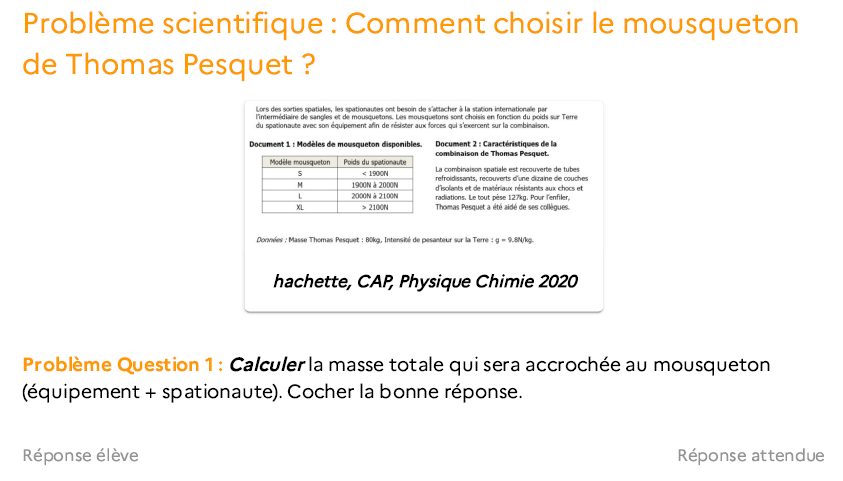 Problème scientifique : Comment choisir le mousqueton
de Thomas Pesquet ?
Lors des sorties spatiales, les spationautes ont besoin de s'attacher à la station internationale par
l'intermédiaire de sangles et de mousquetons. Les mousquetons sont choisis en fonction du poids sur Terre
du spationaute avec son équipement afin de résister aux forces qui s'exercent sur la combinaison.
Document 1 : Modèles de mousqueton disponibles.
Modèle mousqueton Poids du spationaute
S < 1900N
M 1900N à 2000N
L 2000N à 2100N
XL > 2100N
Document 2 : Caractéristiques de la
combinaison de Thomas Pesquet.
La combinaison spatiale est recouverte de tubes
refroidissants, recouverts d'une dizaine de couches
d'isolants et de matériaux résistants aux chocs et
radiations. Le tout pèse 127kg. Pour l'enfiler,
Thomas Pesquet a été aidé de ses collègues.
Données : Masse Thomas Pesquet : 80kg, Intensité de pesanteur sur la Terre : g = 9.8N/kg.
hachette, CAP, Physique Chimie 2020
Problème Question 1 : Calculer la masse totale qui sera accrochée au mousqueton
(équipement + spationaute). Cocher la bonne réponse.
Réponse élève Réponse attendue